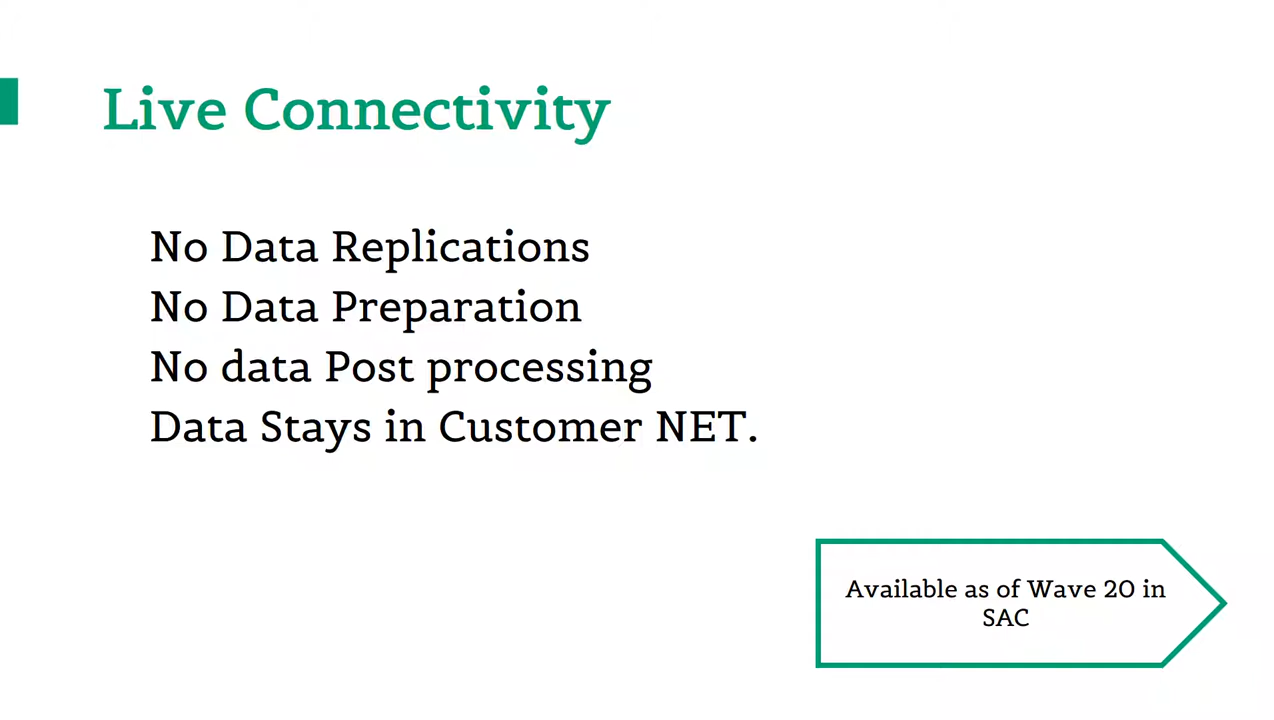 Live Connectivity
No Data Replications
No Data Preparation
No data Post processing
Data Stays in Customer NET.
Available as of Wave 20 in
SAC